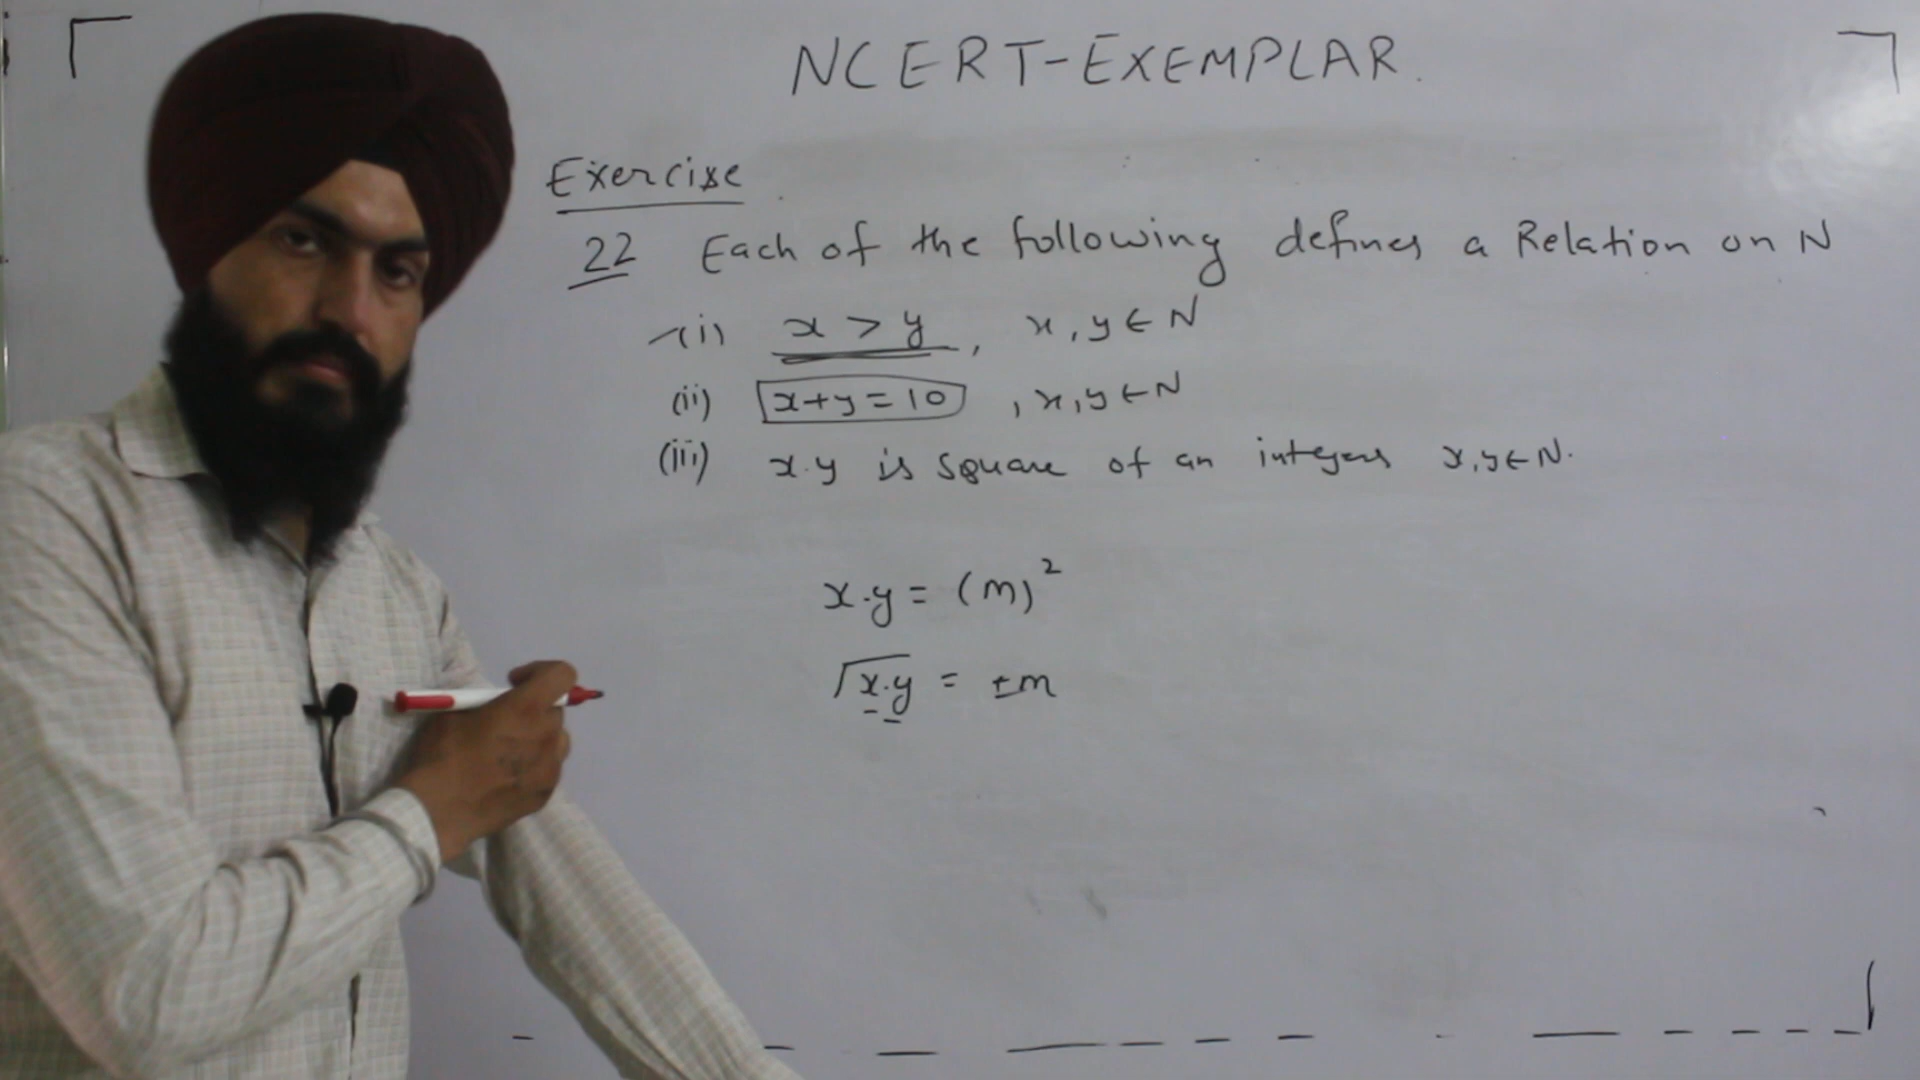 NCERT-EXEMPLAR.
Exercise
22 Each of the following defines a Relation on N
(i) x > y, x, y ∈ N
(ii) x+y=10, x,y ∈ N
(iii) x.y is square of an integers x,y ∈ N.
x.y = (m)²
√x.y = ±m